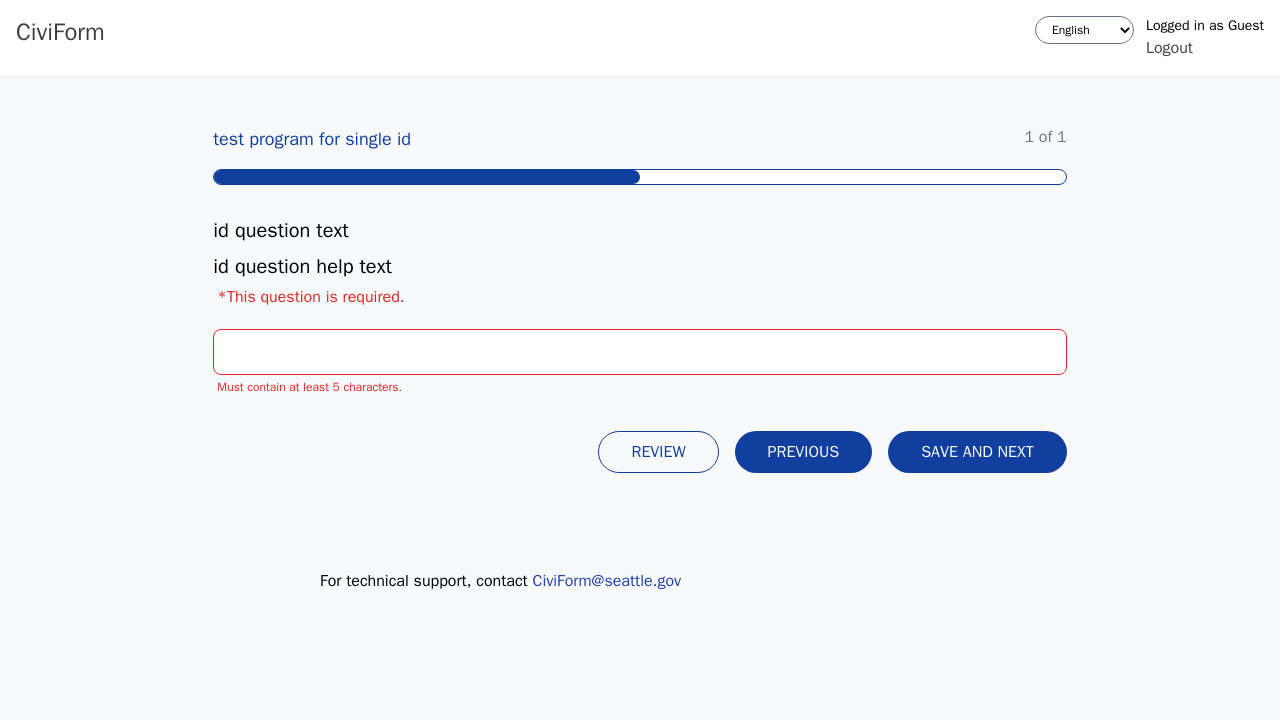 CiviForm
English
Logged in as Guest
Logout
test program for single id
1 of 1
id question text
id question help text
*This question is required.
Must contain at least 5 characters.
REVIEW
PREVIOUS
SAVE AND NEXT
For technical support, contact CiviForm@seattle.gov